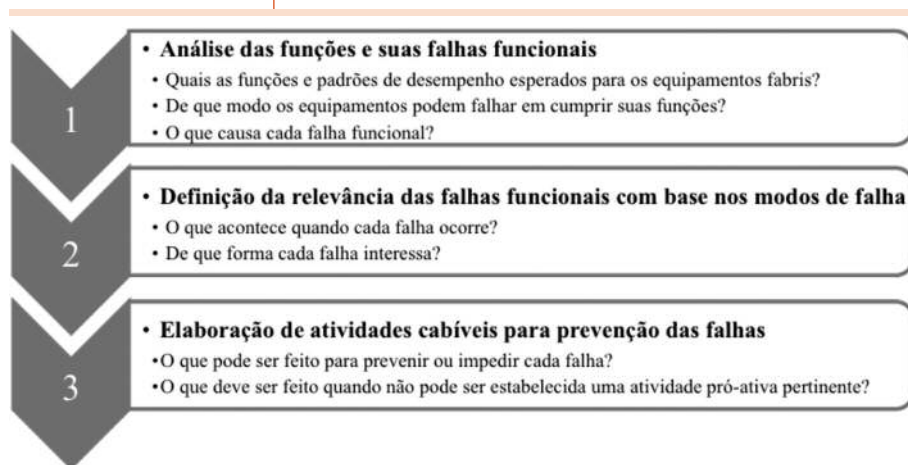 1
• Análise das funções e suas falhas funcionais
• Quais as funções e padrões de desempenho esperados para os equipamentos fabris?
• De que modo os equipamentos podem falhar em cumprir suas funções?
• O que causa cada falha funcional?
2
• Definição da relevância das falhas funcionais com base nos modos de falha
• O que acontece quando cada falha ocorre?
• De que forma cada falha interessa?
3
• Elaboração de atividades cabíveis para prevenção das falhas
•O que pode ser feito para prevenir ou impedir cada falha?
•O que deve ser feito quando não pode ser estabelecida uma atividade pró-ativa pertinente?